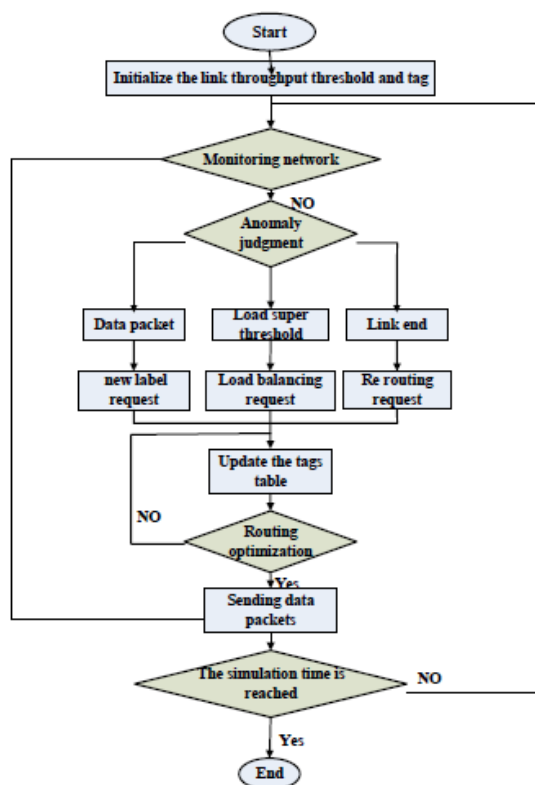 Start
Initialize the link throughput threshold and tag
Monitoring network
NO
Anomaly
judgment
Data packet
Load super
threshold
Link end
new label
request
Load balancing
request
Re routing
request
Update the tags
table
NO
Routing
optimization
Yes
Sending data
packets
The simulation time is
reached
NO
Yes
End